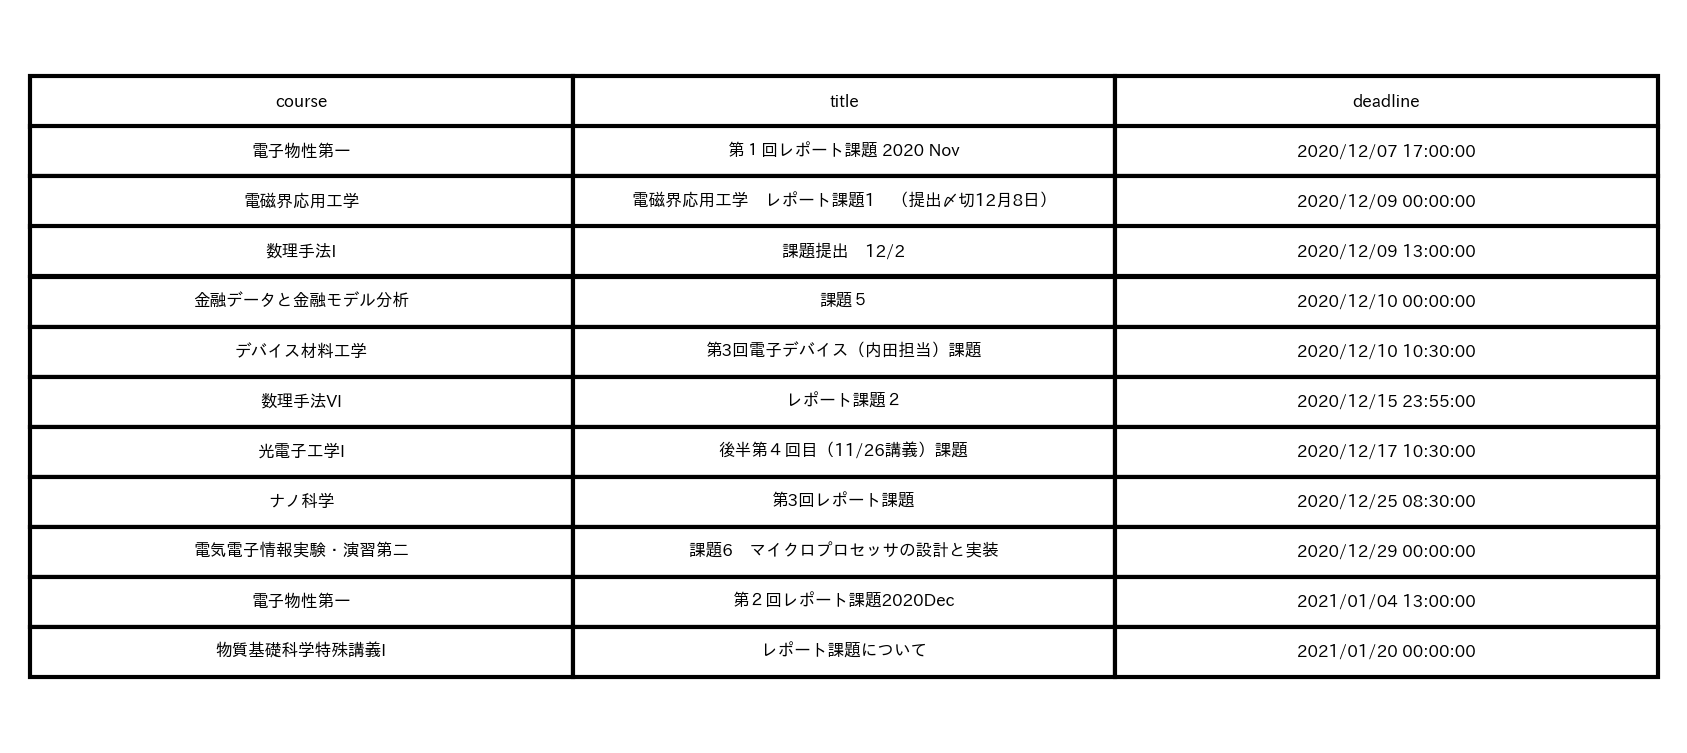 course title deadline
電子物性第一 第１回レポート課題 2020 Nov 2020/12/07 17:00:00
電磁界応用工学 電磁界応用工学　レポート課題1　（提出〆切12月8日） 2020/12/09 00:00:00
数理手法I 課題提出　12/2 2020/12/09 13:00:00
金融データと金融モデル分析 課題５ 2020/12/10 00:00:00
デバイス材料工学 第3回電子デバイス（内田担当）課題 2020/12/10 10:30:00
数理手法VI レポート課題２ 2020/12/15 23:55:00
光電子工学I 後半第４回目（11/26講義）課題 2020/12/17 10:30:00
ナノ科学 第3回レポート課題 2020/12/25 08:30:00
電気電子情報実験・演習第二 課題6　マイクロプロセッサの設計と実装 2020/12/29 00:00:00
電子物性第一 第２回レポート課題2020Dec 2021/01/04 13:00:00
物質基礎科学特殊講義I レポート課題について 2021/01/20 00:00:00